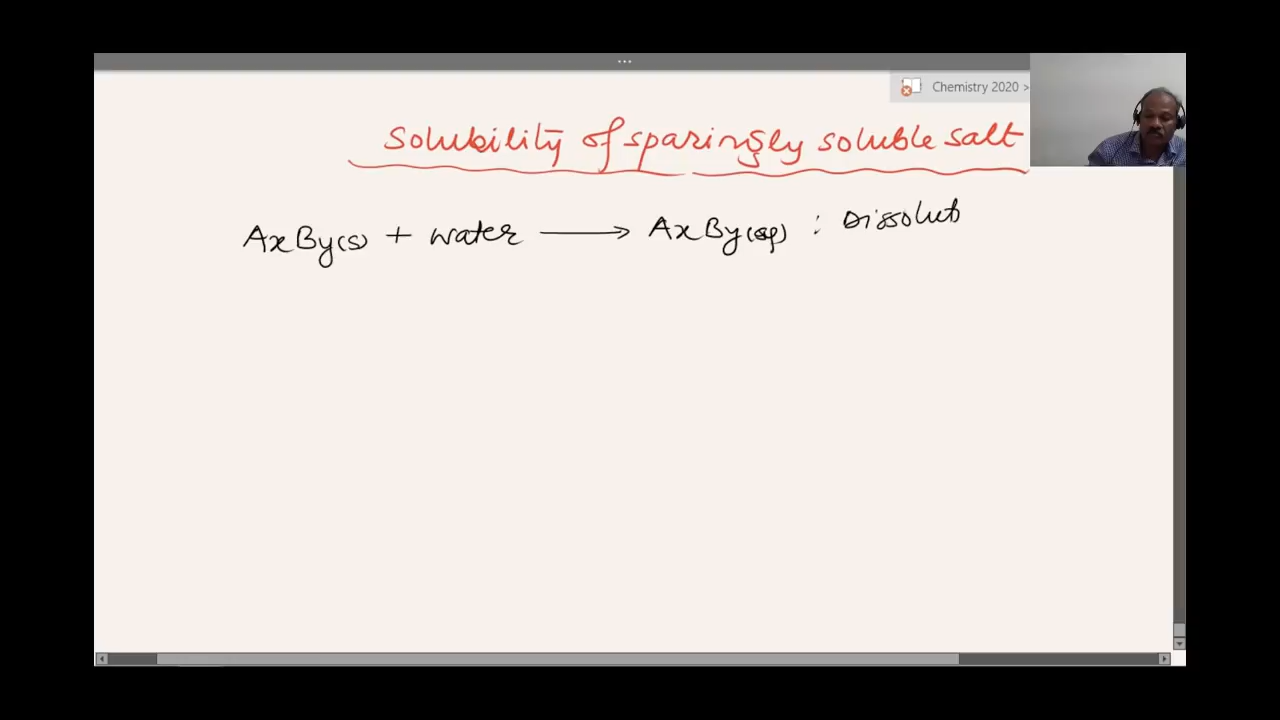 Chemistry 2020 >
Solubility of sparingly soluble salt
AxBy(s) + water ⟶ AxBy(aq) : Dissolut